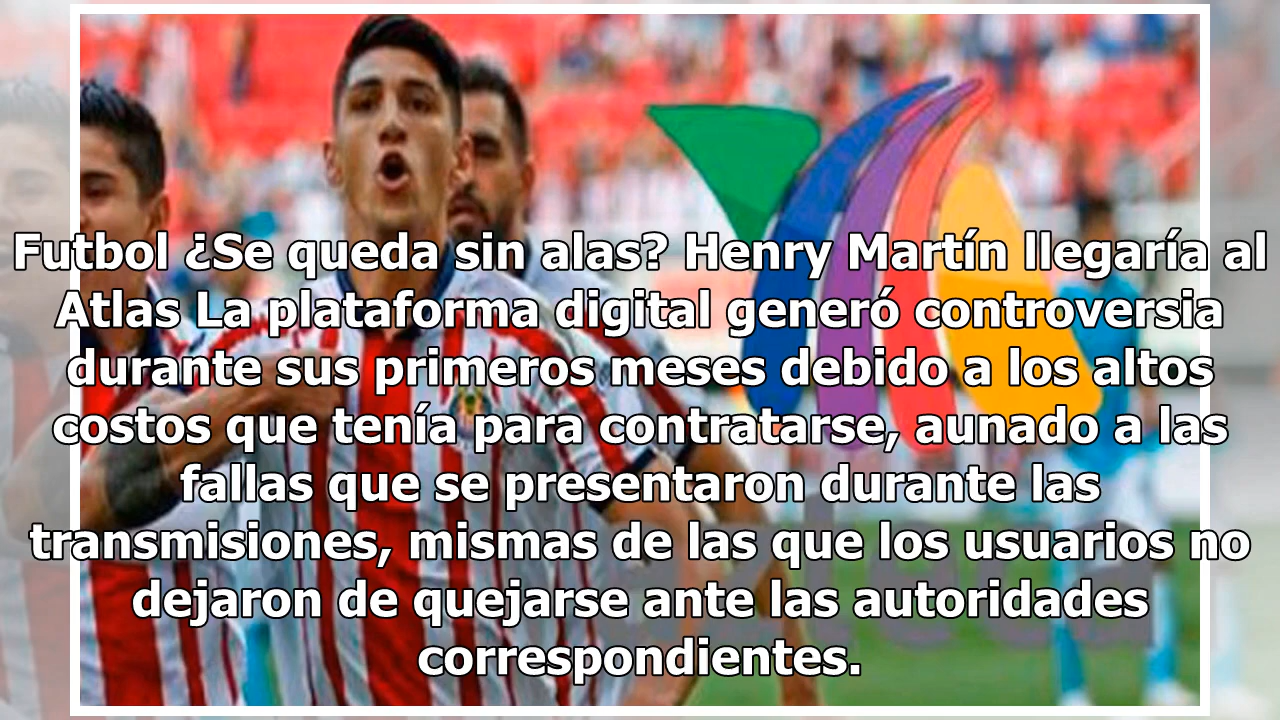 Futbol ¿Se queda sin alas? Henry Martín llegaría al
Atlas La plataforma digital generó controversia
durante sus primeros meses debido a los altos
costos que tenía para contratarse, aunado a las
fallas que se presentaron durante las
transmisiones, mismas de las que los usuarios no
dejaron de quejarse ante las autoridades
correspondientes.